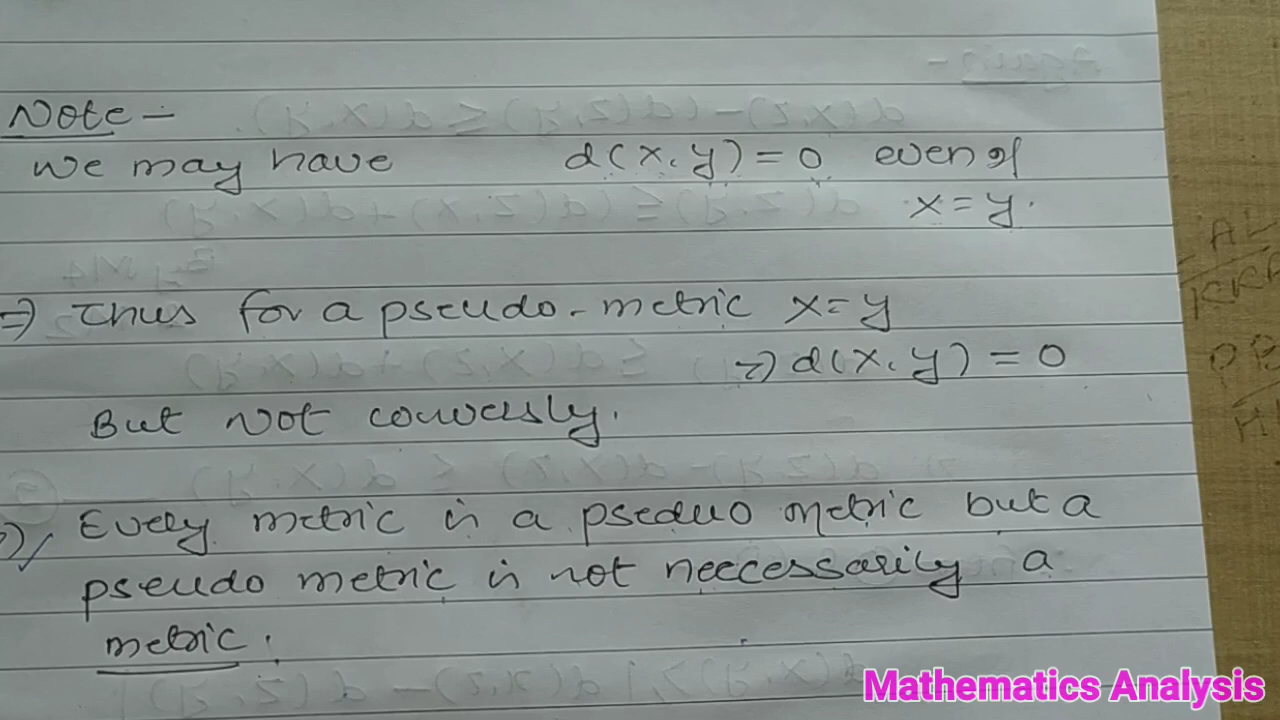 Note -
We may have d(x, y) = 0 even if
x = y.
=) Thus for a pseudo-metric x = y
=) d(x, y) = 0
But Not conversly.
Every metric is a pseduo metric but a
pseudo metric is not neccessarily a
metric.
Mathematics Analysis